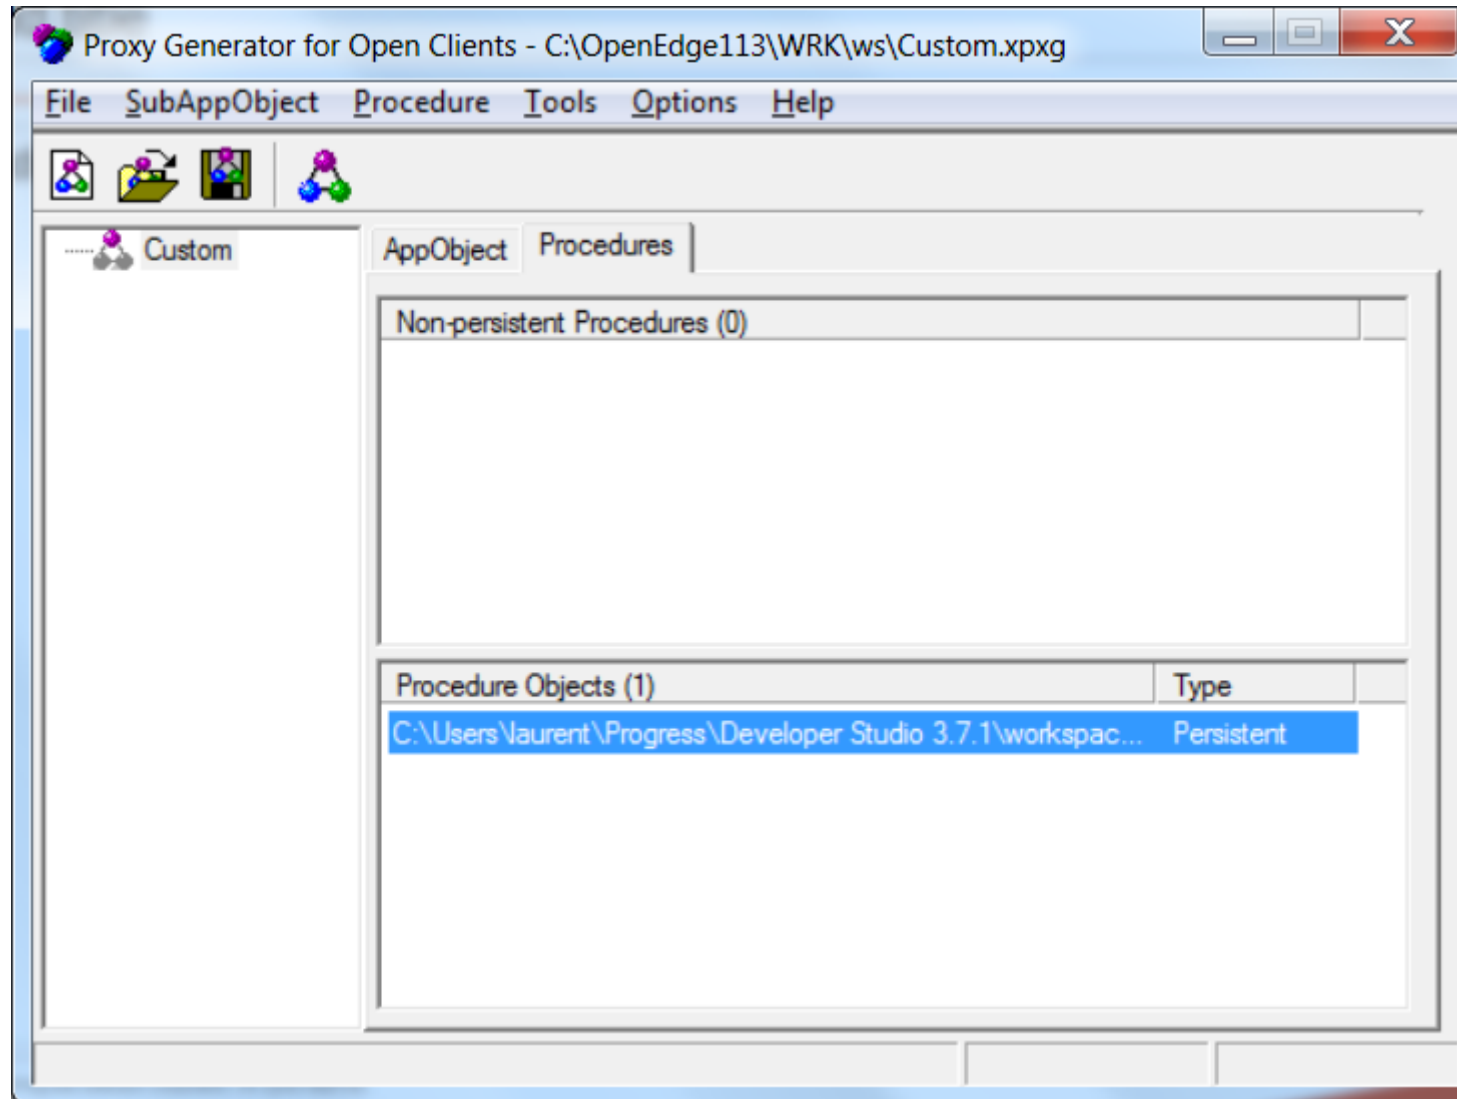 Proxy Generator for Open Clients - C:\OpenEdge113\WRK\ws\Custom.xpxg
File SubAppObject Procedure Tools Options Help
Custom
AppObject Procedures
Non-persistent Procedures (0)
Procedure Objects (1) Type
C:\Users\laurent\Progress\Developer Studio 3.7.1\workspac... Persistent